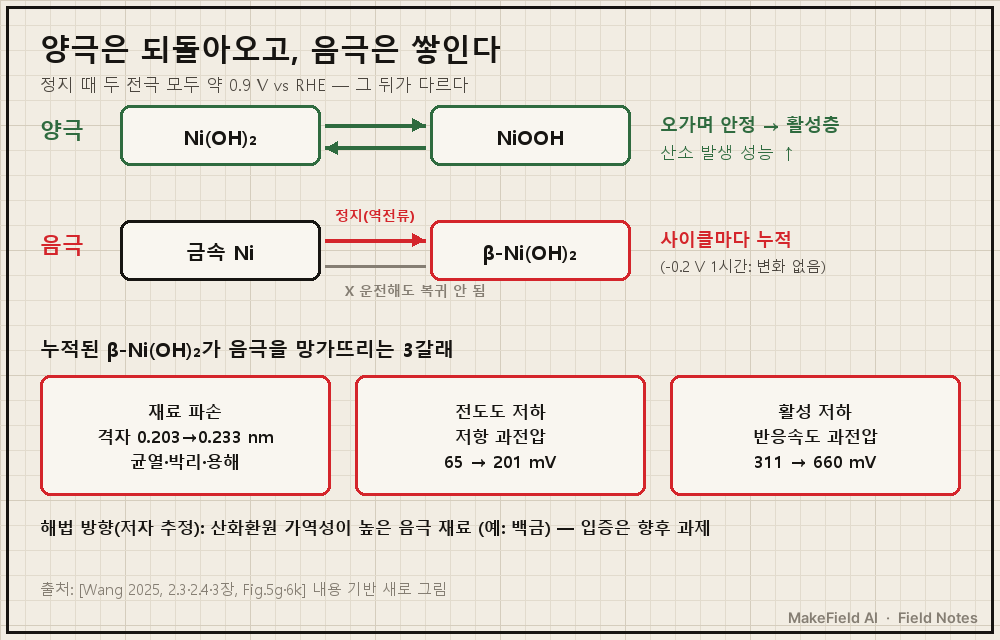 양극은 되돌아오고, 음극은 쌓인다
정지 때 두 전극 모두 약 0.9 V vs RHE — 그 뒤가 다르다
양극
Ni(OH)₂
NiOOH
오가며 안정 → 활성층
산소 발생 성능 ↑
음극
금속 Ni
정지(역전류)
β-Ni(OH)₂
X 운전해도 복귀 안 됨
사이클마다 누적
(-0.2 V 1시간: 변화 없음)
누적된 β-Ni(OH)₂가 음극을 망가뜨리는 3갈래
재료 파손
격자 0.203→0.233 nm
균열·박리·용해
전도도 저하
저항 과전압
65 → 201 mV
활성 저하
반응속도 과전압
311 → 660 mV
해법 방향(저자 추정): 산화환원 가역성이 높은 음극 재료 (예: 백금) — 입증은 향후 과제
출처: [Wang 2025, 2.3·2.4·3장, Fig.5g·6k] 내용 기반 새로 그림
MakeField AI · Field Notes